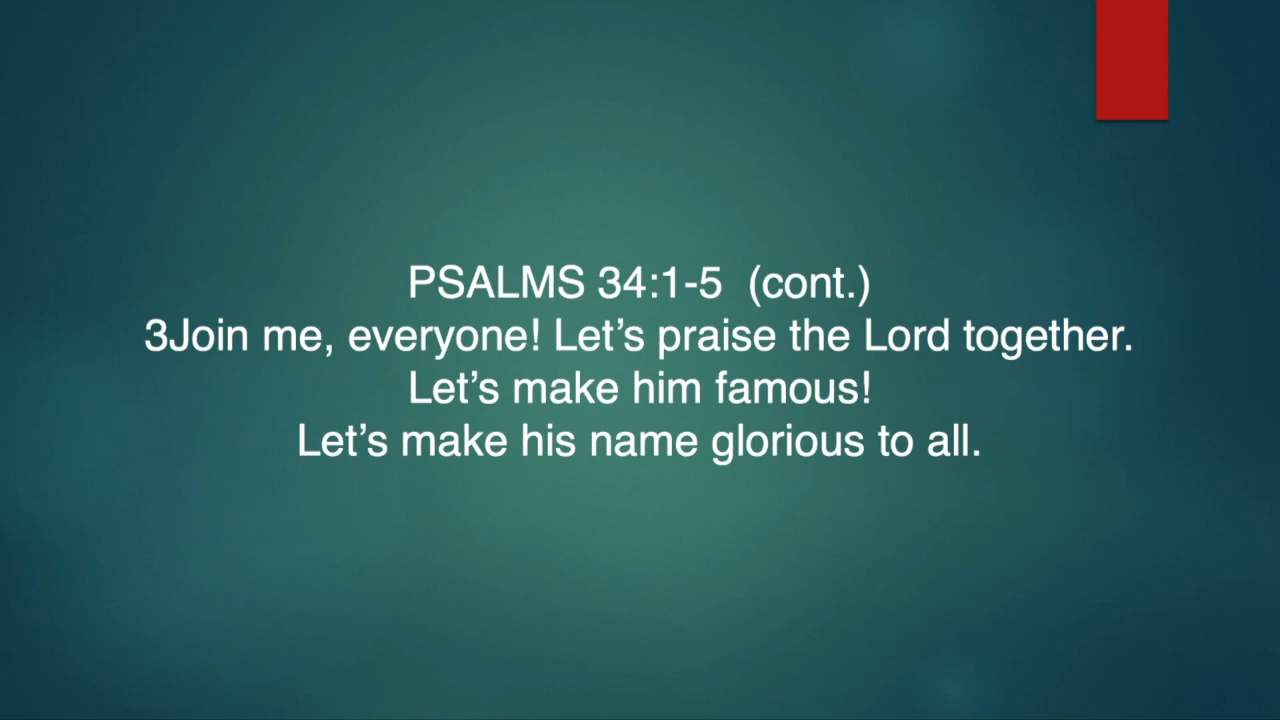 PSALMS 34:1-5  (cont.)
3Join me, everyone! Let’s praise the Lord together.
Let’s make him famous!
Let’s make his name glorious to all.